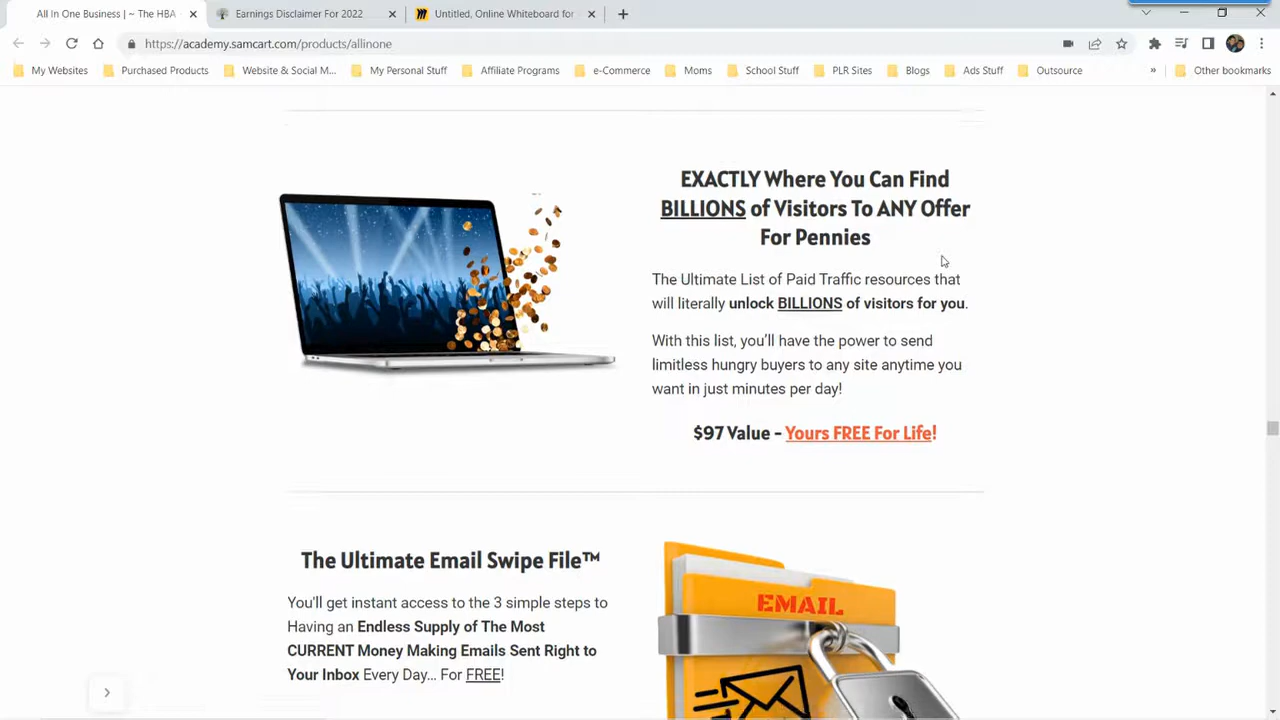 All In One Business | ~ The HBA
Earnings Disclaimer For 2022
Untitled, Online Whiteboard for
https://academy.samcart.com/products/allinone
My Websites
Purchased Products
Website & Social M...
My Personal Stuff
Affiliate Programs
e-Commerce
Moms
School Stuff
PLR Sites
Blogs
Ads Stuff
Outsource
»
Other bookmarks
EXACTLY Where You Can Find
BILLIONS of Visitors To ANY Offer
For Pennies
The Ultimate List of Paid Traffic resources that
will literally unlock BILLIONS of visitors for you.
With this list, you'll have the power to send
limitless hungry buyers to any site anytime you
want in just minutes per day!
$97 Value - Yours FREE For Life!
The Ultimate Email Swipe File™
You'll get instant access to the 3 simple steps to
Having an Endless Supply of The Most
CURRENT Money Making Emails Sent Right to
Your Inbox Every Day... For FREE!
EMAIL